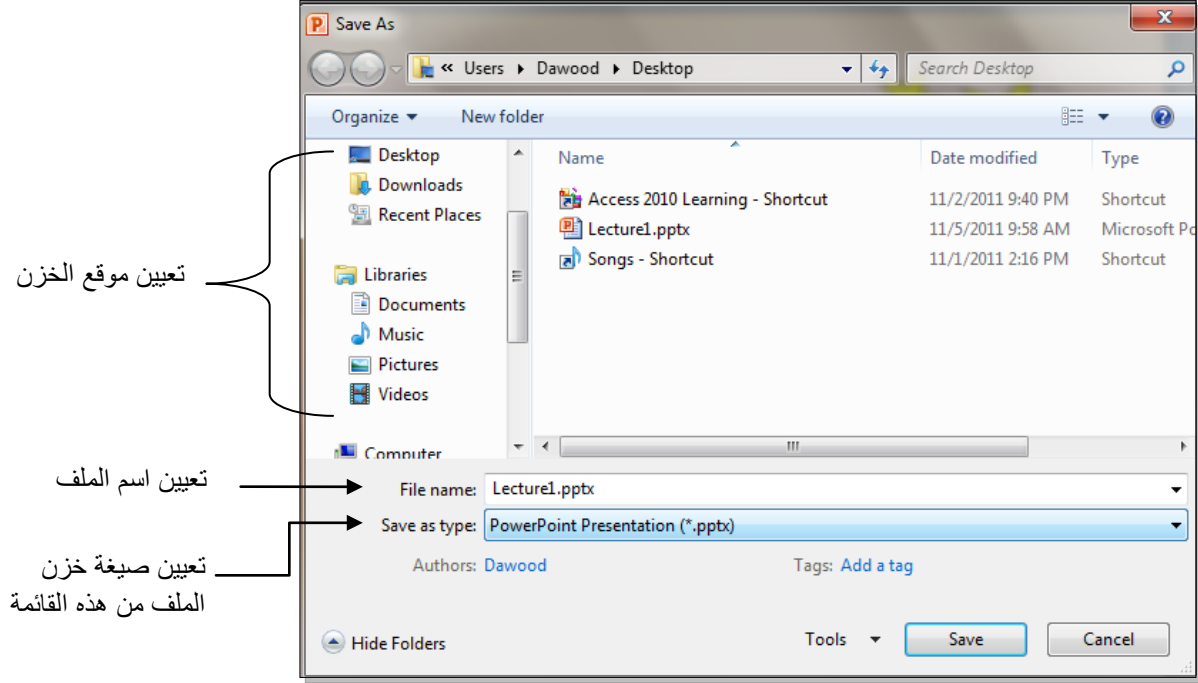 Save As
« Users Dawood Desktop
Search Desktop
Organize New folder
Desktop
Downloads
Recent Places
Libraries
Documents
Music
Pictures
Videos
Computer
Name Date modified Type
Access 2010 Learning - Shortcut 11/2/2011 9:40 PM Shortcut
Lecture1.pptx 11/5/2011 9:58 AM Microsoft Po
Songs - Shortcut 11/1/2011 2:16 PM Shortcut
تعيين موقع الخزن
تعيين اسم الملف
File name: Lecture1.pptx
Save as type: PowerPoint Presentation (*.pptx)
تعيين صيغة خزن
الملف من هذه القائمة
Authors: Dawood Tags: Add a tag
Hide Folders Tools Save Cancel